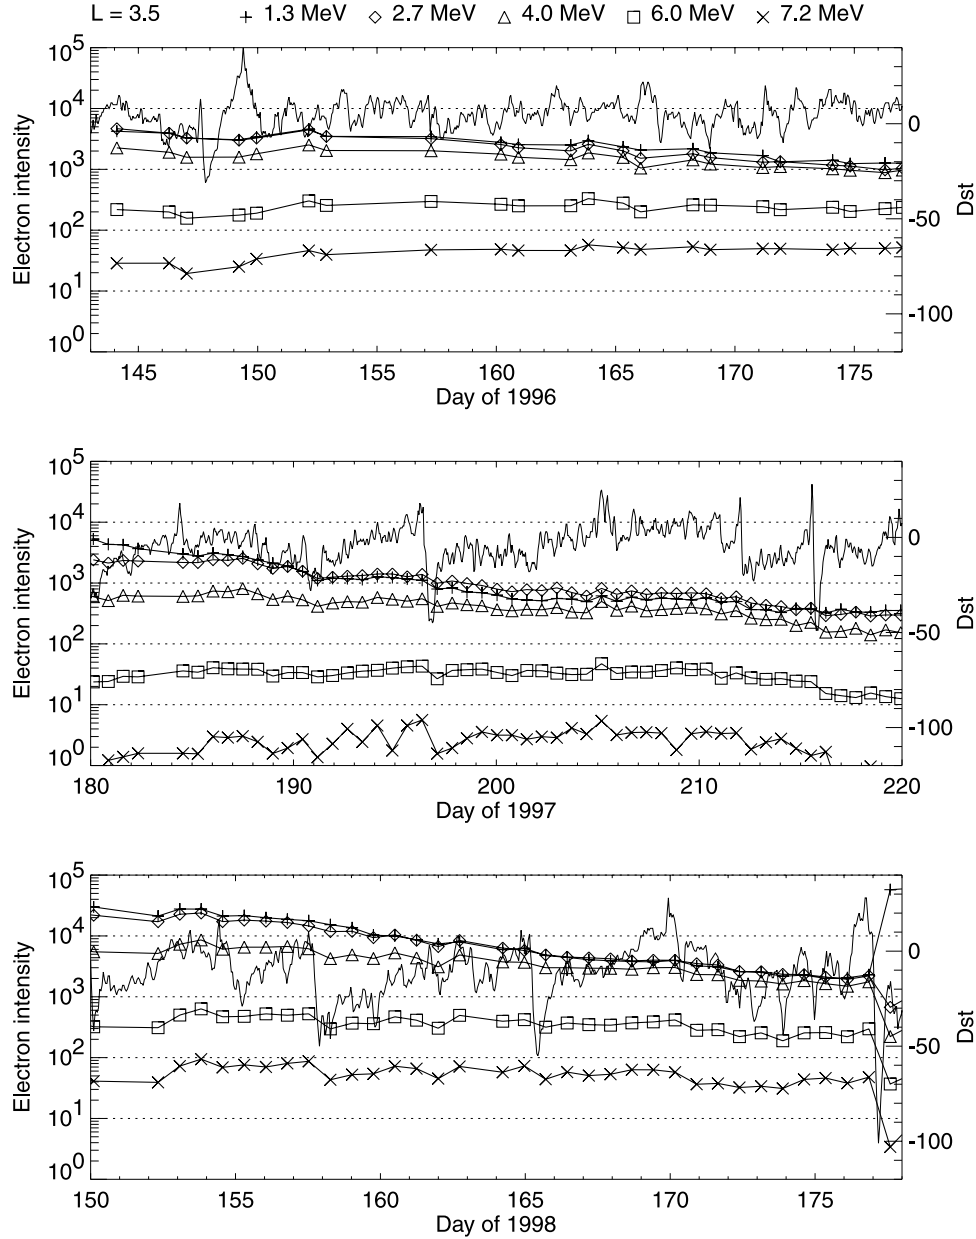 L = 3.5 + 1.3 MeV ◇ 2.7 MeV △ 4.0 MeV □ 6.0 MeV × 7.2 MeV
10^5
10^4
10^3
10^2
10^1
10^0
Electron intensity
0
-50
-100
Dst
145 150 155 160 165 170 175
Day of 1996
10^5
10^4
10^3
10^2
10^1
10^0
Electron intensity
0
-50
-100
Dst
180 190 200 210 220
Day of 1997
10^5
10^4
10^3
10^2
10^1
10^0
Electron intensity
0
-50
-100
Dst
150 155 160 165 170 175
Day of 1998